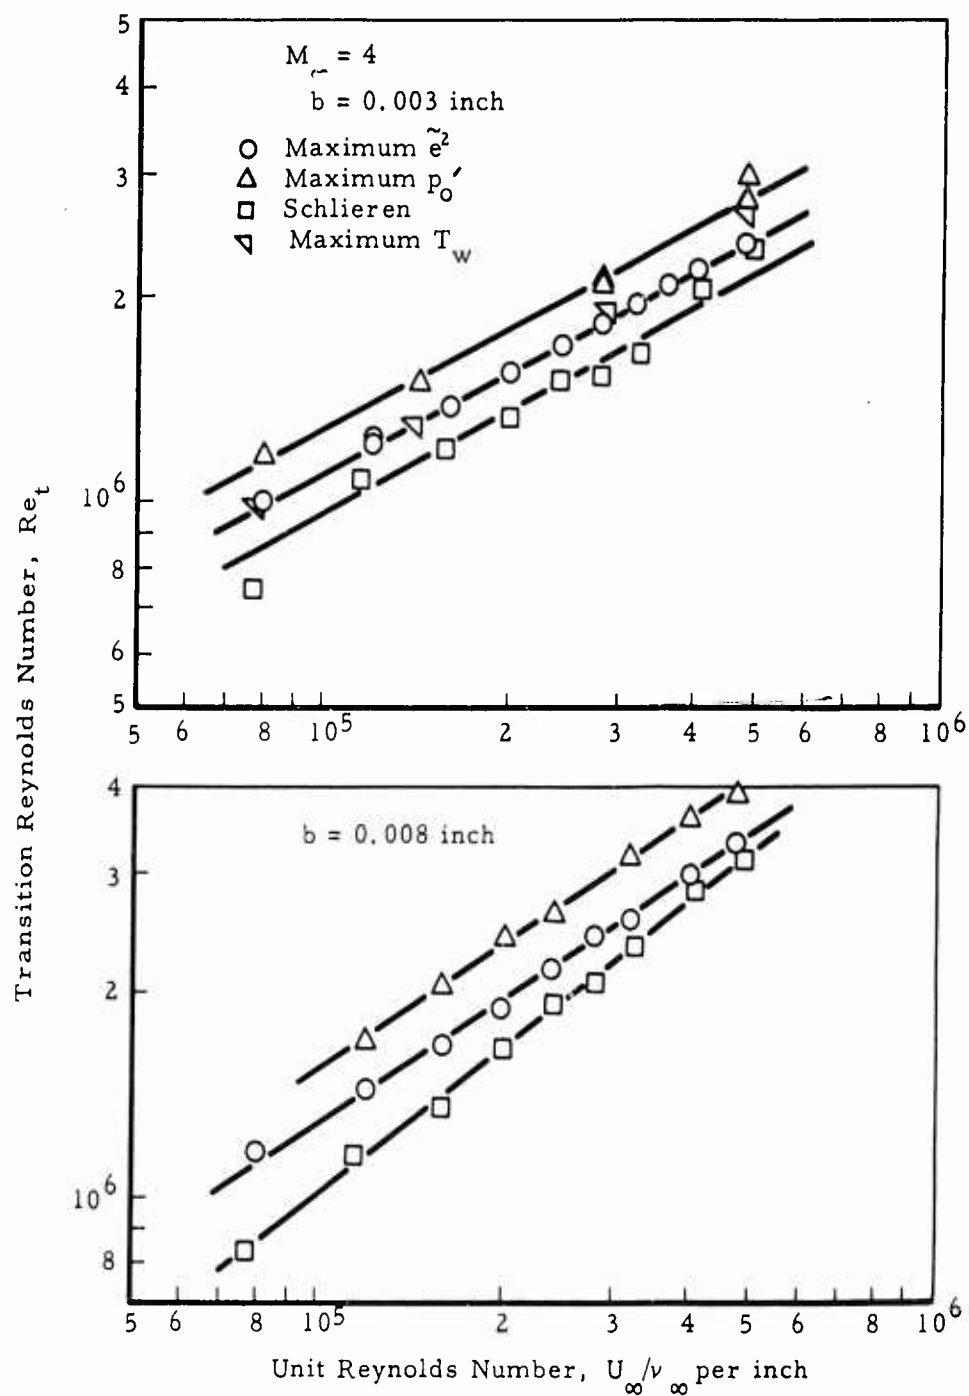 5
4
3
2
10⁶
8
6
5
M∞ = 4
b = 0.003 inch
Maximum ẽ²
Maximum p₀′
Schlieren
Maximum T_w
5 6 8 10⁵ 2 3 4 5 6 8 10⁶
Transition Reynolds Number, Re_t
4
3
2
10⁶
8
b = 0.008 inch
5 6 8 10⁵ 2 3 4 5 6 8 10⁶
Unit Reynolds Number, U∞/ν∞ per inch